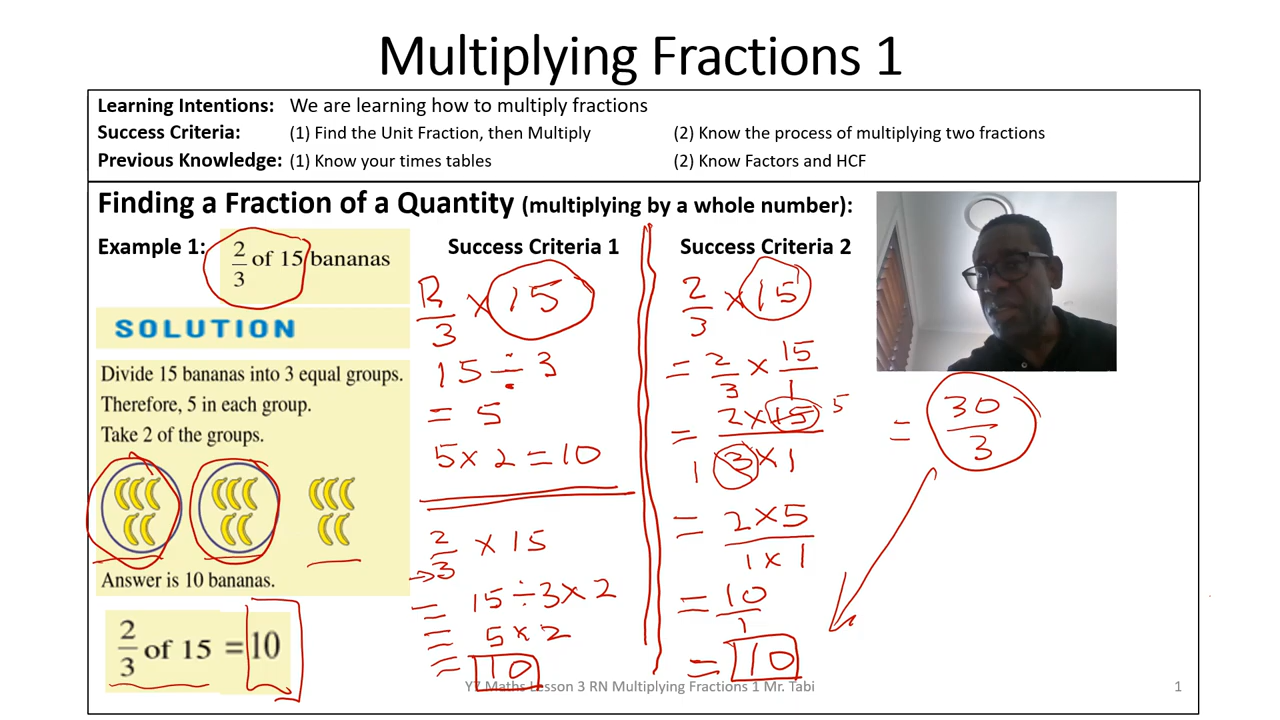 Multiplying Fractions 1
Learning Intentions: We are learning how to multiply fractions
Success Criteria: (1) Find the Unit Fraction, then Multiply (2) Know the process of multiplying two fractions
Previous Knowledge: (1) Know your times tables (2) Know Factors and HCF
Finding a Fraction of a Quantity (multiplying by a whole number):
Example 1: 2/3 of 15 bananas
SOLUTION
Divide 15 bananas into 3 equal groups.
Therefore, 5 in each group.
Take 2 of the groups.
Answer is 10 bananas.
2/3 of 15 = 10
Success Criteria 1
2/3 × 15
15 ÷ 3
= 5
5 × 2 = 10
2/3 × 15
= 15 ÷ 3 × 2
= 5 × 2
= 10
Success Criteria 2
2/3 × 15
= 2/3 × 15/1
= 2 × 15 5
1 3 × 1
= 2 × 5 / 1 × 1
= 10/1
= 10
= 30/3
Y7 Maths Lesson 3 RN Multiplying Fractions 1 Mr. Tabi
1